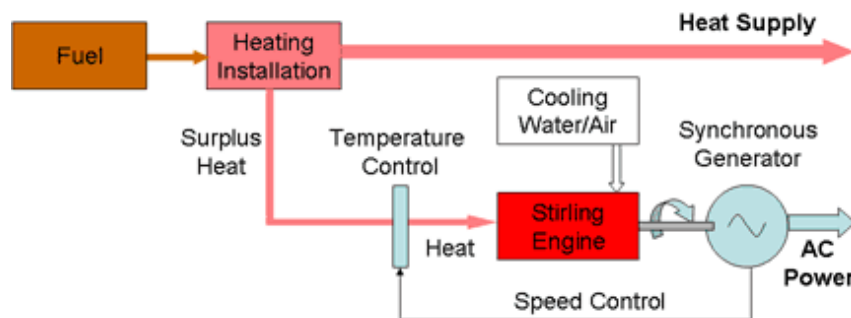 Heat Supply
Fuel
Heating
Installation
Cooling
Water/Air
Surplus
Heat
Temperature
Control
Synchronous
Generator
Heat
Stirling
Engine
AC
Power
Speed Control